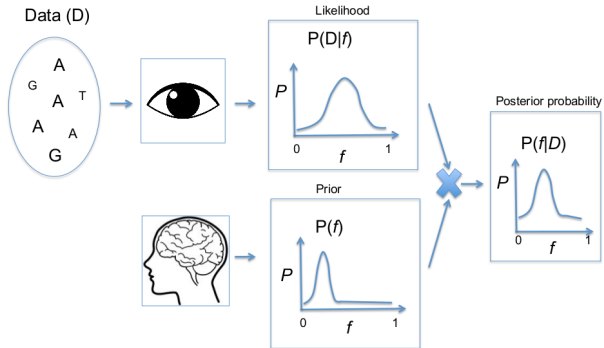 Data (D)
A
G
A
T
A
A
G
Likelihood
P(D|f)
P
0
1
f
Prior
P(f)
P
0
1
f
Posterior probability
P(f|D)
P
0
1
f